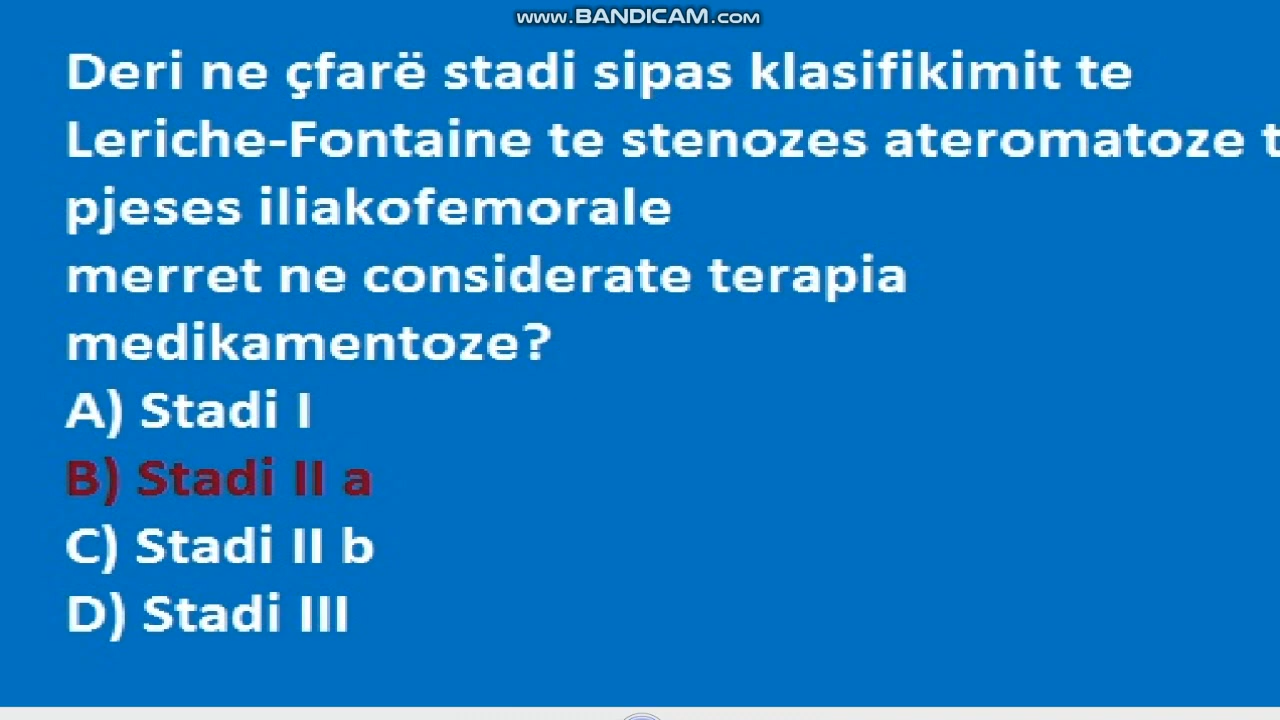 www.BANDICAM.com
Deri ne çfarë stadi sipas klasifikimit te
Leriche-Fontaine te stenozes ateromatoze
pjeses iliakofemorale
merret ne considerate terapia
medikamentoze?
A) Stadi I
B) Stadi II a
C) Stadi II b
D) Stadi III